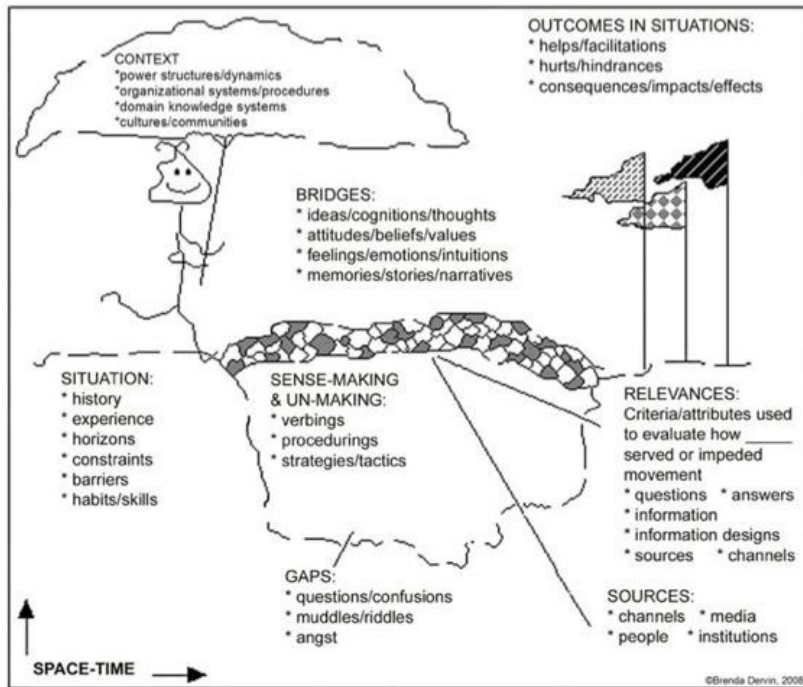 CONTEXT
*power structures/dynamics
*organizational systems/procedures
*domain knowledge systems
*cultures/communities
OUTCOMES IN SITUATIONS:
* helps/facilitations
* hurts/hindrances
* consequences/impacts/effects
BRIDGES:
* ideas/cognitions/thoughts
* attitudes/beliefs/values
* feelings/emotions/intuitions
* memories/stories/narratives
SITUATION:
* history
* experience
* horizons
* constraints
* barriers
* habits/skills
SENSE-MAKING
& UN-MAKING:
* verbings
* procedurings
* strategies/tactics
RELEVANCES:
Criteria/attributes used
to evaluate how _____
served or impeded
movement
* questions * answers
* information
* information designs
* sources * channels
GAPS:
* questions/confusions
* muddles/riddles
* angst
SOURCES:
* channels * media
* people * institutions
SPACE-TIME
©Brenda Dervin, 2008